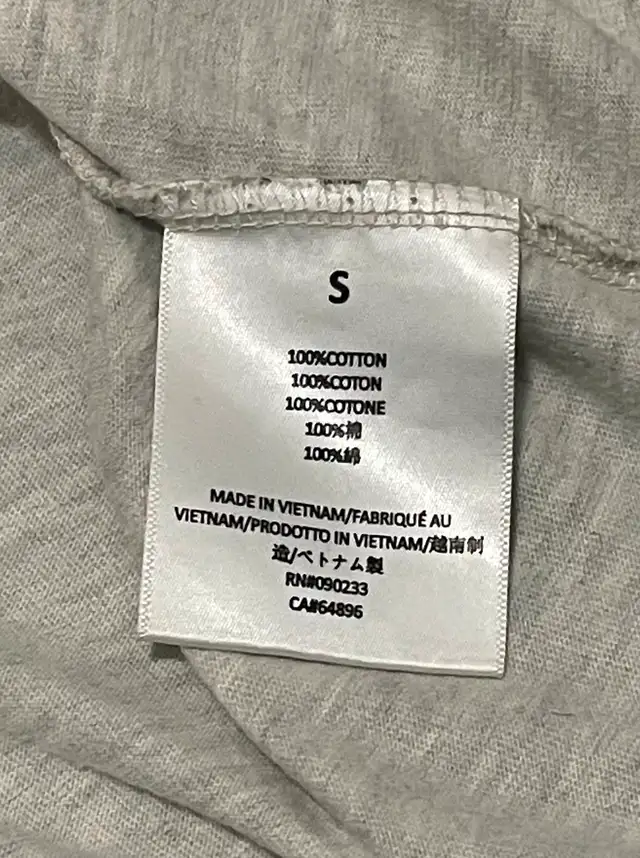 S
100%COTTON
100%COTON
100%COTONE
100%棉
100%綿
MADE IN VIETNAM/FABRIQUÉ AU
VIETNAM/PRODOTTO IN VIETNAM/越南制
造/ベトナム製
RN#090233
CA#64896